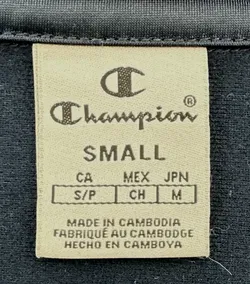 C
Champion®
SMALL
CA MEX JPN
S/P CH M
MADE IN CAMBODIA
FABRIQUÉ AU CAMBODGE
HECHO EN CAMBOYA